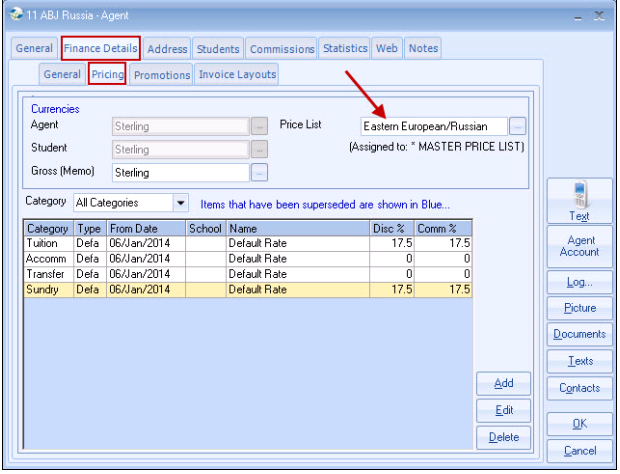 11 ABJ Russia - Agent
General Finance Details Address Students Commissions Statistics Web Notes
General Pricing Promotions Invoice Layouts
Currencies
Agent Sterling ... Price List Eastern European/Russian ...
Student Sterling ... (Assigned to: * MASTER PRICE LIST)
Gross (Memo) Sterling ...
Category All Categories Items that have been superseded are shown in Blue...
Category Type From Date School Name Disc % Comm %
Tuition Defa 06/Jan/2014 Default Rate 17.5 17.5
Accomm Defa 06/Jan/2014 Default Rate 0 0
Transfer Defa 06/Jan/2014 Default Rate 0 0
Sundry Defa 06/Jan/2014 Default Rate 17.5 17.5
Add
Edit
Delete
Text
Agent
Account
Log...
Picture
Documents
Texts
Contacts
OK
Cancel